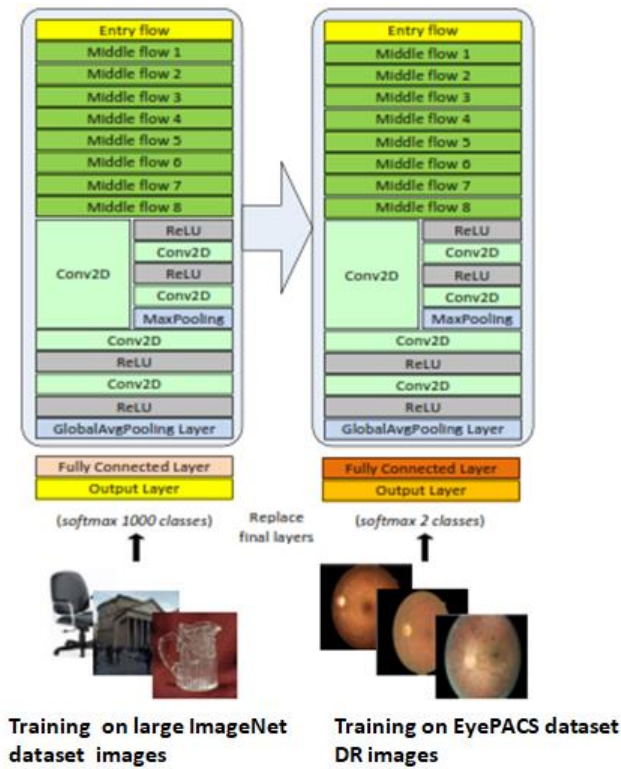 Entry flow
Middle flow 1
Middle flow 2
Middle flow 3
Middle flow 4
Middle flow 5
Middle flow 6
Middle flow 7
Middle flow 8
Conv2D
ReLU
Conv2D
ReLU
Conv2D
MaxPooling
Conv2D
ReLU
Conv2D
ReLU
GlobalAvgPooling Layer
Fully Connected Layer
Output Layer
(softmax 1000 classes)
Training on large ImageNet
dataset images
Replace
final layers
Entry flow
Middle flow 1
Middle flow 2
Middle flow 3
Middle flow 4
Middle flow 5
Middle flow 6
Middle flow 7
Middle flow 8
Conv2D
ReLU
Conv2D
ReLU
Conv2D
MaxPooling
Conv2D
ReLU
Conv2D
ReLU
GlobalAvgPooling Layer
Fully Connected Layer
Output Layer
(softmax 2 classes)
Training on EyePACS dataset
DR images